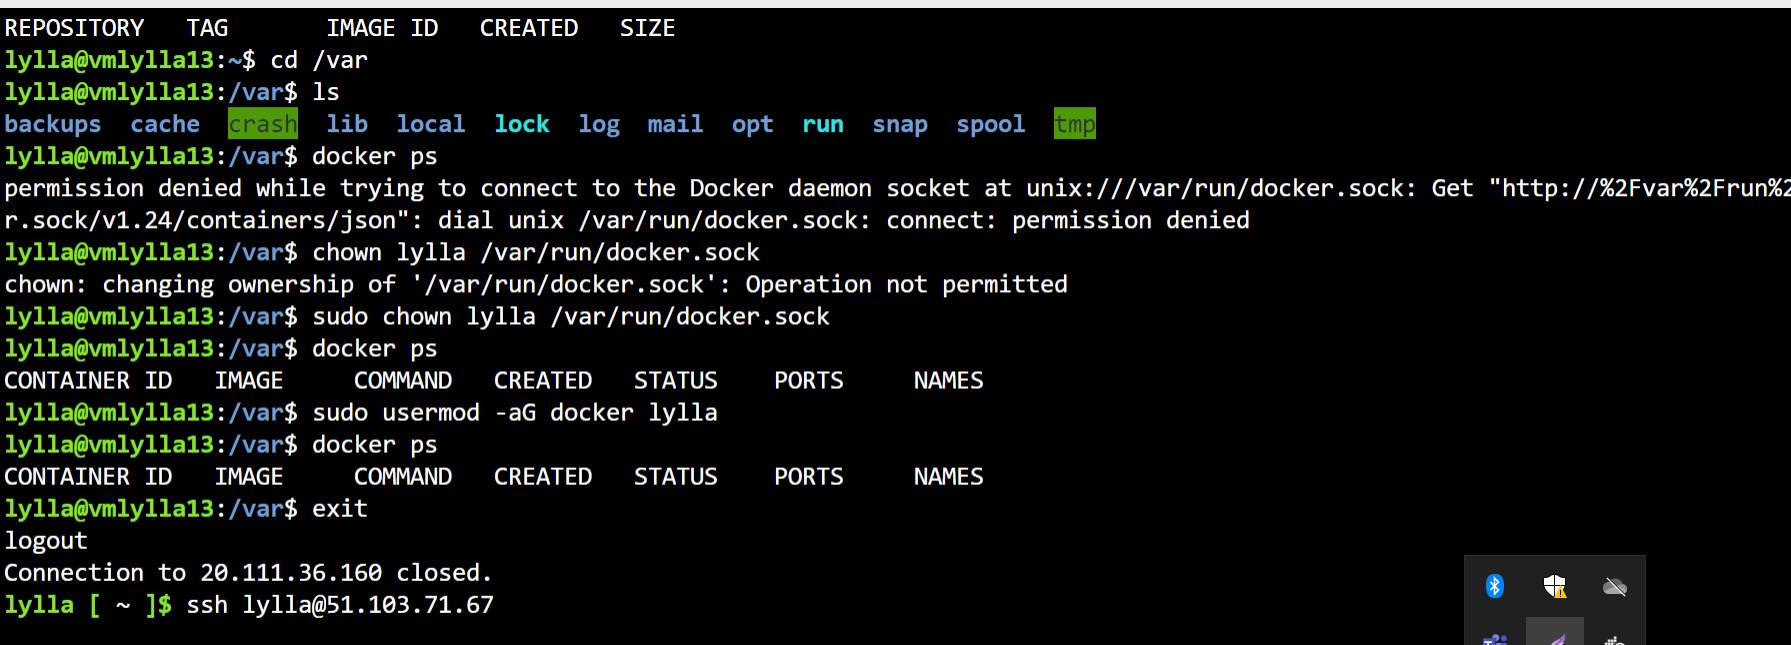 REPOSITORY   TAG       IMAGE ID   CREATED   SIZE
lylla@vmlylla13:~$ cd /var
lylla@vmlylla13:/var$ ls
backups  cache  crash  lib  local  lock  log  mail  opt  run  snap  spool  tmp
lylla@vmlylla13:/var$ docker ps
permission denied while trying to connect to the Docker daemon socket at unix:///var/run/docker.sock: Get "http://%2Fvar%2Frun%2
r.sock/v1.24/containers/json": dial unix /var/run/docker.sock: connect: permission denied
lylla@vmlylla13:/var$ chown lylla /var/run/docker.sock
chown: changing ownership of '/var/run/docker.sock': Operation not permitted
lylla@vmlylla13:/var$ sudo chown lylla /var/run/docker.sock
lylla@vmlylla13:/var$ docker ps
CONTAINER ID   IMAGE     COMMAND   CREATED   STATUS    PORTS     NAMES
lylla@vmlylla13:/var$ sudo usermod -aG docker lylla
lylla@vmlylla13:/var$ docker ps
CONTAINER ID   IMAGE     COMMAND   CREATED   STATUS    PORTS     NAMES
lylla@vmlylla13:/var$ exit
logout
Connection to 20.111.36.160 closed.
lylla [ ~ ]$ ssh lylla@51.103.71.67